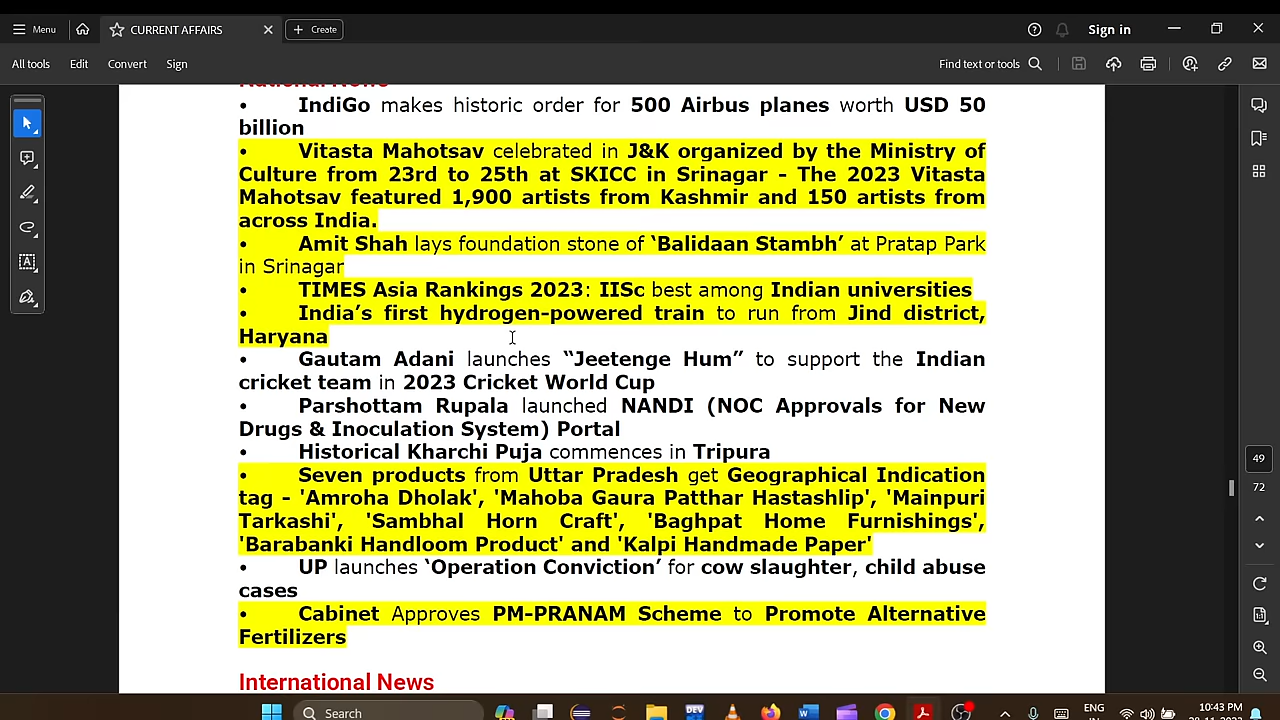 Menu
CURRENT AFFAIRS
Create
Sign in
All tools Edit Convert Sign
Find text or tools
National News
• IndiGo makes historic order for 500 Airbus planes worth USD 50
billion
• Vitasta Mahotsav celebrated in J&K organized by the Ministry of
Culture from 23rd to 25th at SKICC in Srinagar - The 2023 Vitasta
Mahotsav featured 1,900 artists from Kashmir and 150 artists from
across India.
• Amit Shah lays foundation stone of ‘Balidaan Stambh’ at Pratap Park
in Srinagar
• TIMES Asia Rankings 2023: IISc best among Indian universities
• India’s first hydrogen-powered train to run from Jind district,
Haryana
• Gautam Adani launches “Jeetenge Hum” to support the Indian
cricket team in 2023 Cricket World Cup
• Parshottam Rupala launched NANDI (NOC Approvals for New
Drugs & Inoculation System) Portal
• Historical Kharchi Puja commences in Tripura
• Seven products from Uttar Pradesh get Geographical Indication
tag - 'Amroha Dholak', 'Mahoba Gaura Patthar Hastashlip', 'Mainpuri
Tarkashi', 'Sambhal Horn Craft', 'Baghpat Home Furnishings',
'Barabanki Handloom Product' and 'Kalpi Handmade Paper'
• UP launches ‘Operation Conviction’ for cow slaughter, child abuse
cases
• Cabinet Approves PM-PRANAM Scheme to Promote Alternative
Fertilizers
International News
49
72
Search
DEV
ENG
10:43 PM